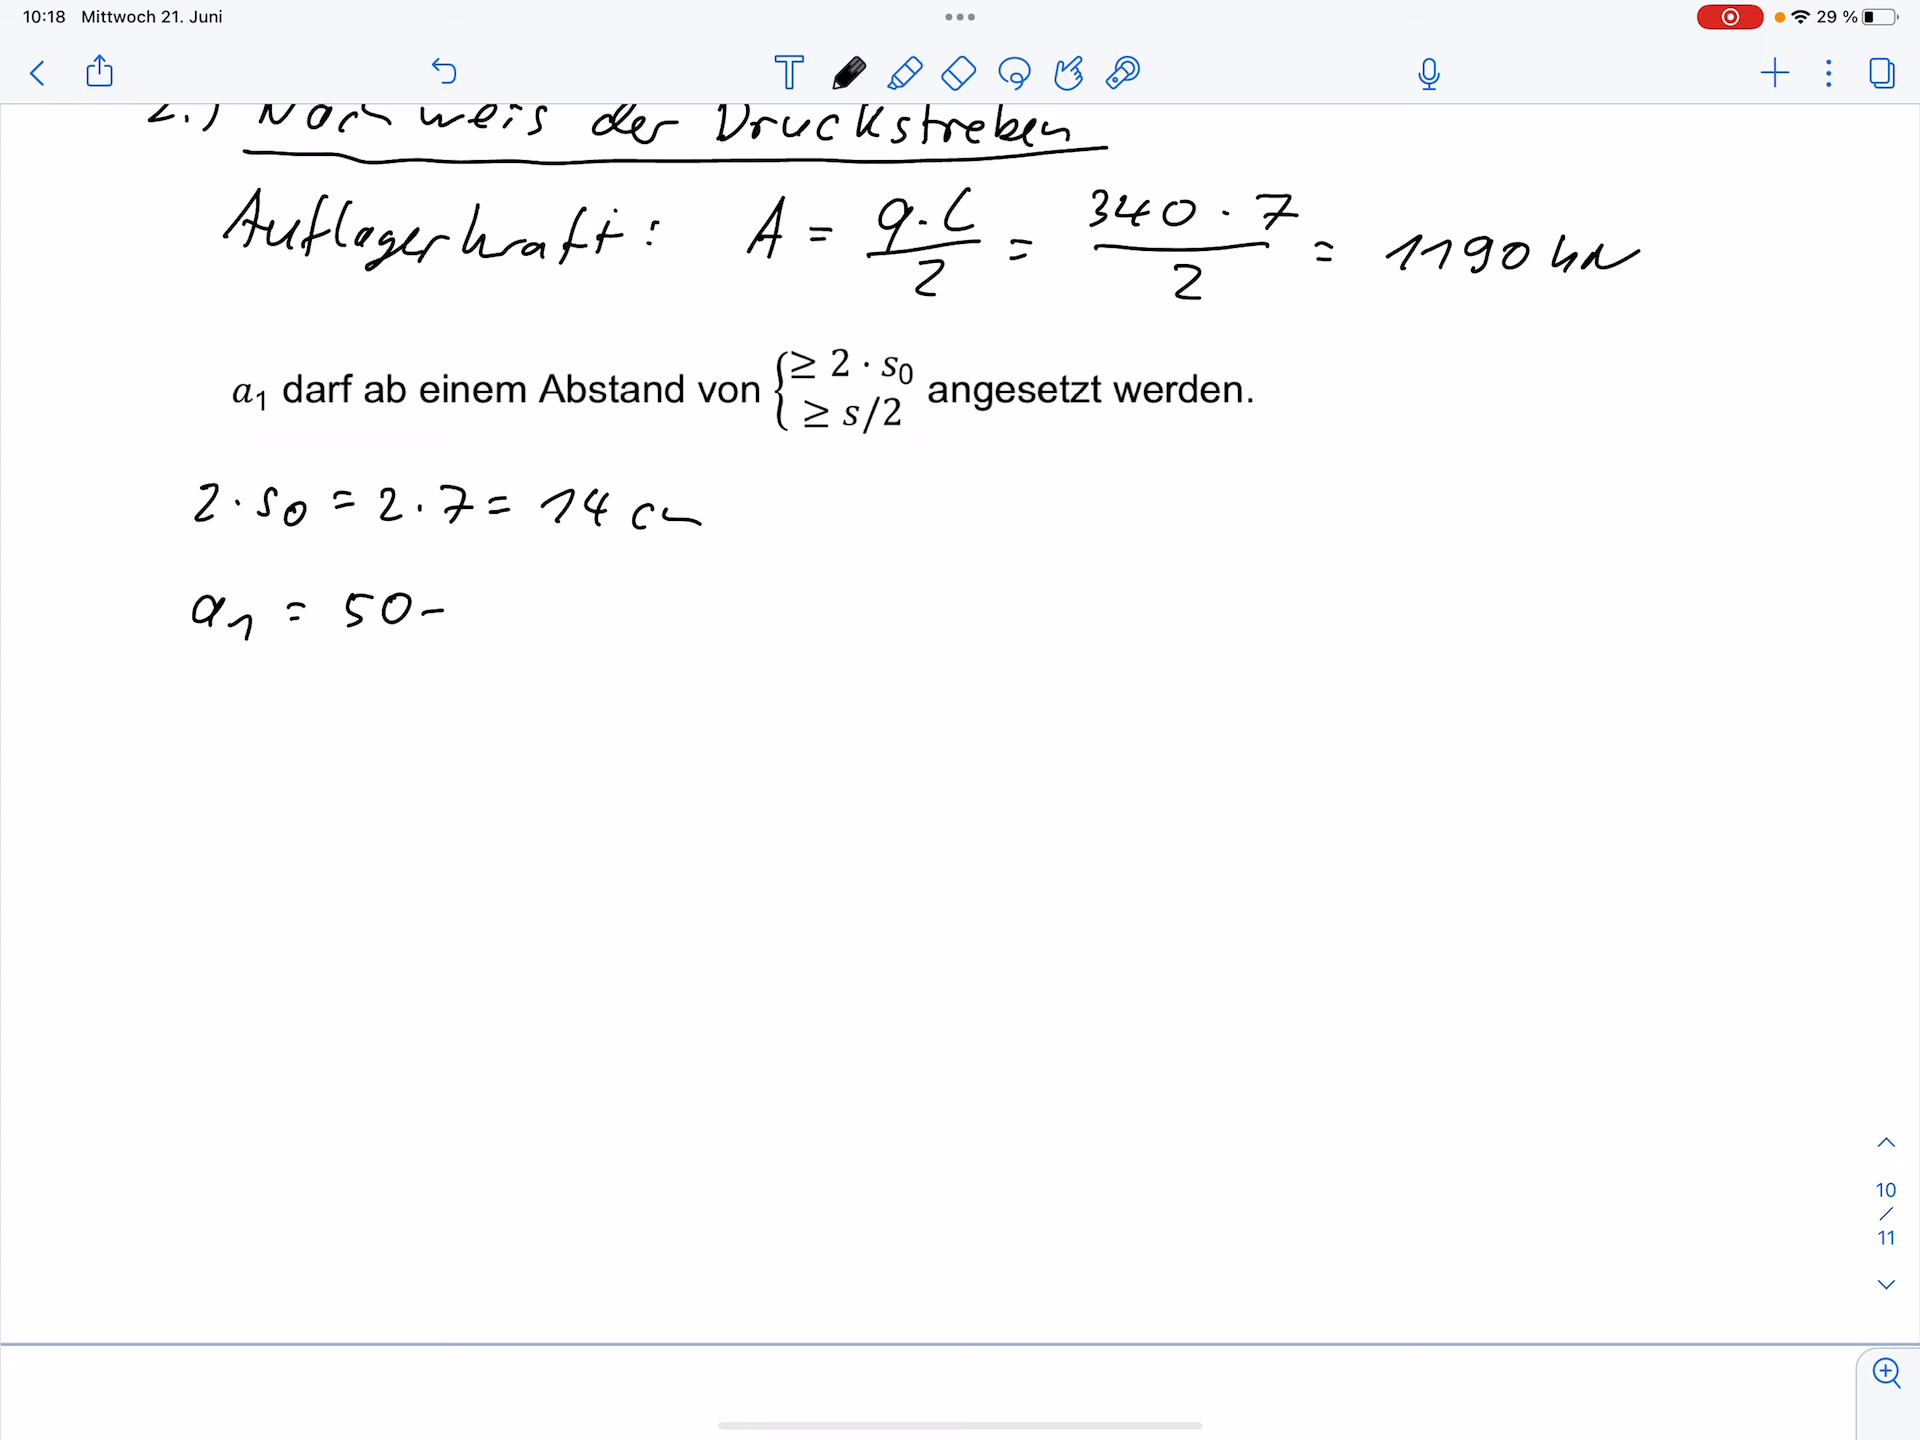 10:18 Mittwoch 21. Juni 29 %
2.) Nachweis der Druckstreben
Auflagerkraft: A = q·L/2 = 340·7/2 = 1190 kN
a₁ darf ab einem Abstand von { ≥ 2 · s₀ ≥ s/2 angesetzt werden.
2·s₀ = 2·7 = 14 cm
a₁ = 50-
10
/
11